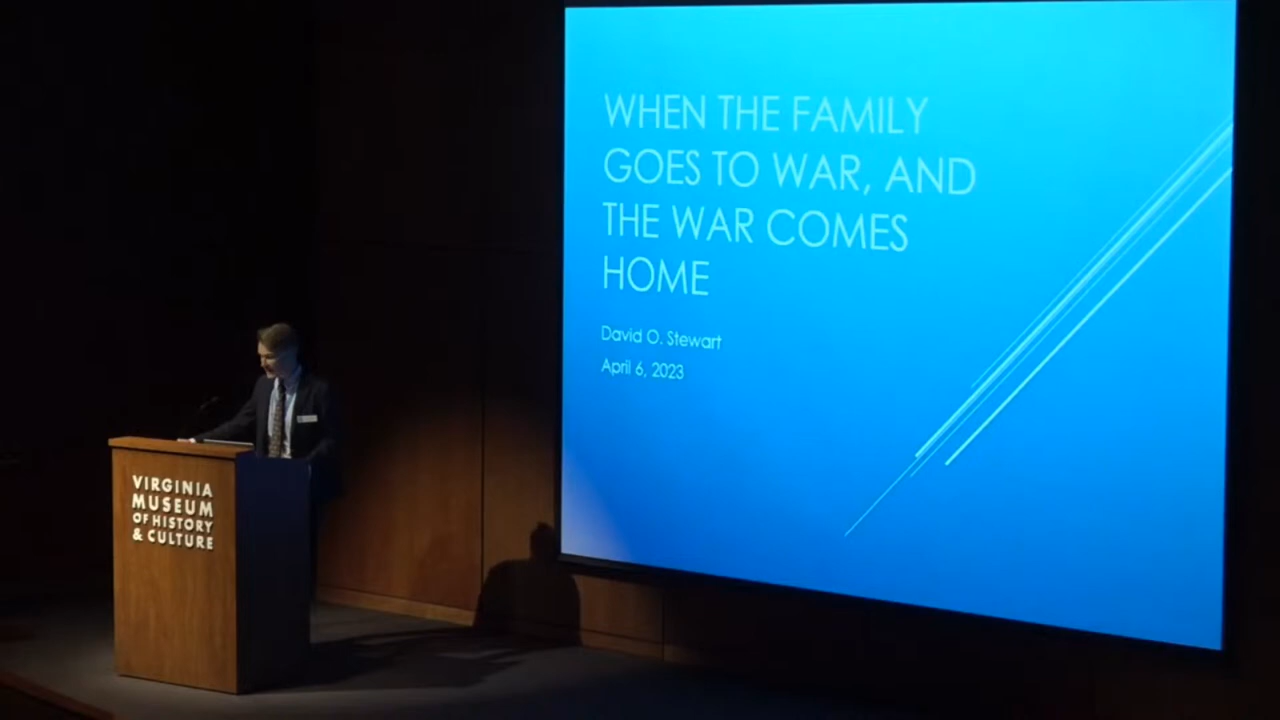 WHEN THE FAMILY
GOES TO WAR, AND
THE WAR COMES
HOME
David O. Stewart
April 6, 2023
VIRGINIA
MUSEUM
OF HISTORY
& CULTURE